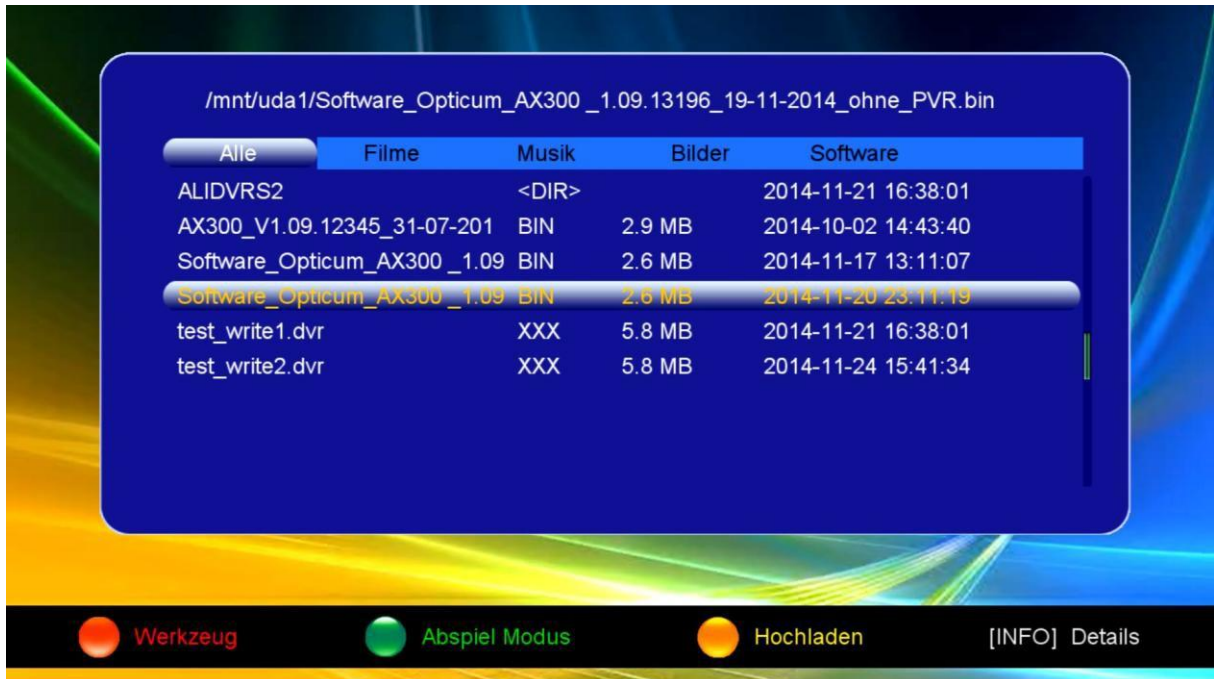 /mnt/uda1/Software_Opticum_AX300 _1.09.13196_19-11-2014_ohne_PVR.bin
Alle Filme Musik Bilder Software
ALIDVRS2 <DIR> 2014-11-21 16:38:01
AX300_V1.09.12345_31-07-201 BIN 2.9 MB 2014-10-02 14:43:40
Software_Opticum_AX300 _1.09 BIN 2.6 MB 2014-11-17 13:11:07
Software_Opticum_AX300 _1.09 BIN 2.6 MB 2014-11-20 23:11:19
test_write1.dvr XXX 5.8 MB 2014-11-21 16:38:01
test_write2.dvr XXX 5.8 MB 2014-11-24 15:41:34
Werkzeug Abspiel Modus Hochladen [INFO] Details